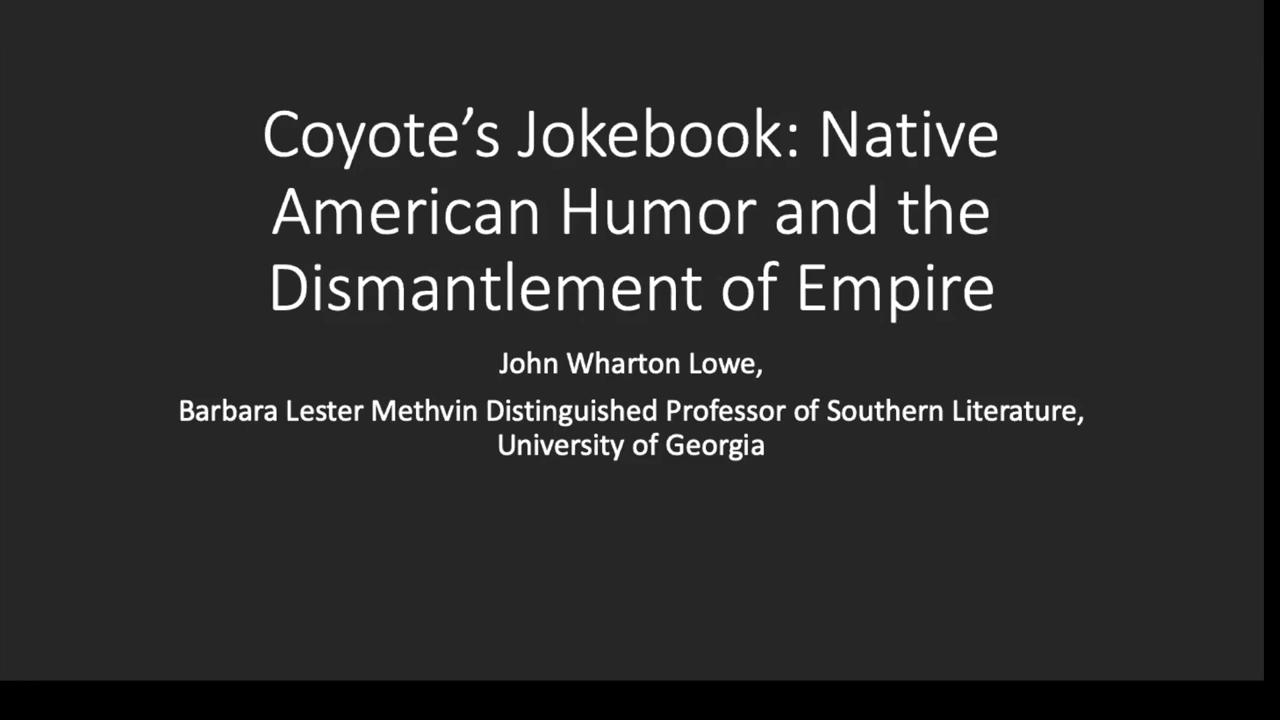 Coyote’s Jokebook: Native
American Humor and the
Dismantlement of Empire
John Wharton Lowe,
Barbara Lester Methvin Distinguished Professor of Southern Literature,
University of Georgia